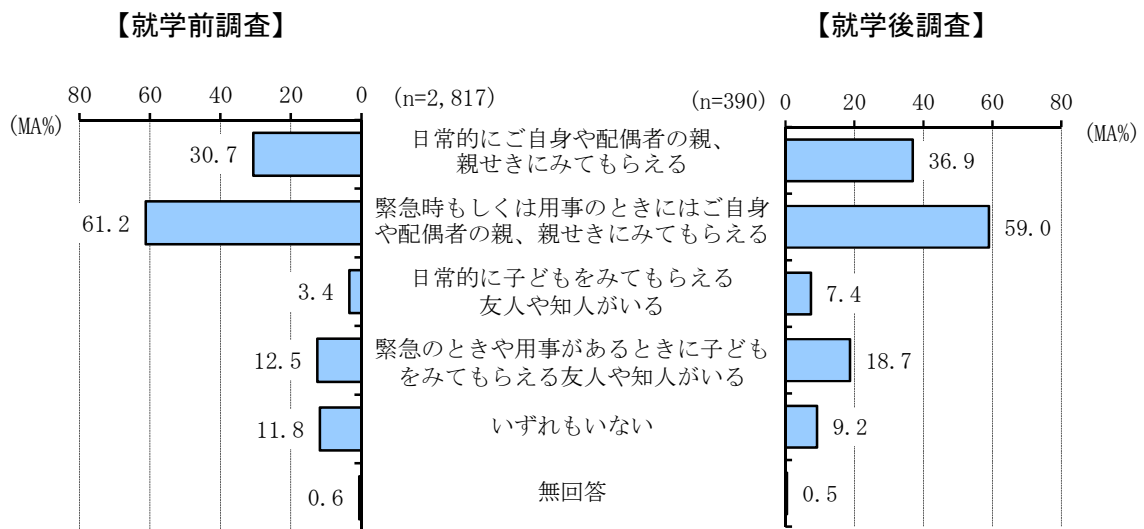 【就学前調査】
【就学後調査】
80 60 40 20 0
(n=2,817)
(n=390)
0 20 40 60 80
(MA%)
(MA%)
30.7
日常的にご自身や配偶者の親、
親せきにみてもらえる
36.9
61.2
緊急時もしくは用事のときにはご自身
や配偶者の親、親せきにみてもらえる
59.0
3.4
日常的に子どもをみてもらえる
友人や知人がいる
7.4
12.5
緊急のときや用事があるときに子ども
をみてもらえる友人や知人がいる
18.7
11.8
いずれもいない
9.2
0.6
無回答
0.5